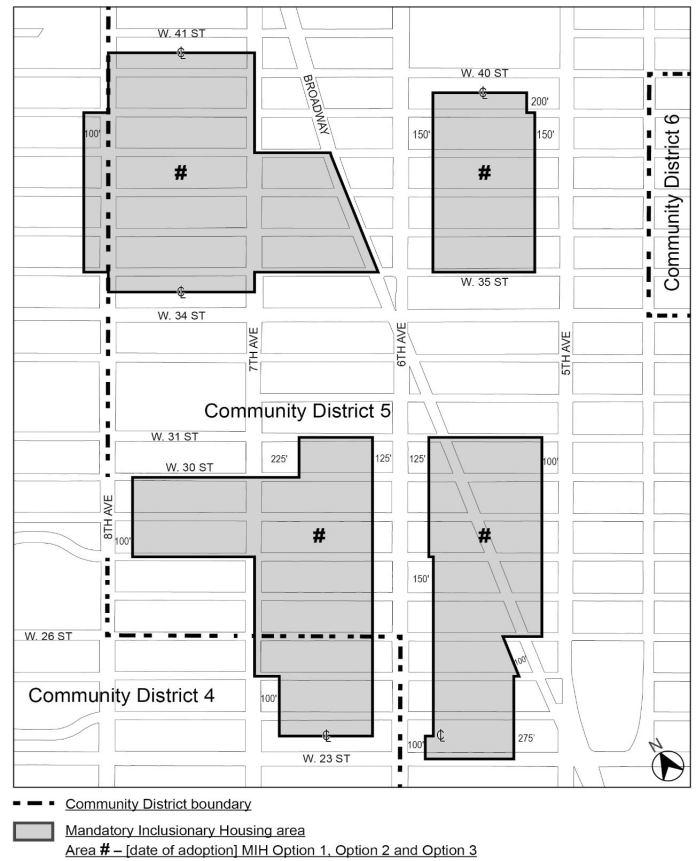 W. 41 ST
℄
BROADWAY
W. 40 ST
℄
200'
100'
150'
150'
#
#
Community District 6
℄
W. 35 ST
W. 34 ST
7TH AVE
6TH AVE
5TH AVE
Community District 5
W. 31 ST
225'
125'
125'
100'
W. 30 ST
8TH AVE
100'
#
#
150'
W. 26 ST
100'
Community District 4
100'
℄
100'
℄
275'
W. 23 ST
N
Community District boundary
Mandatory Inclusionary Housing area
Area # – [date of adoption] MIH Option 1, Option 2 and Option 3